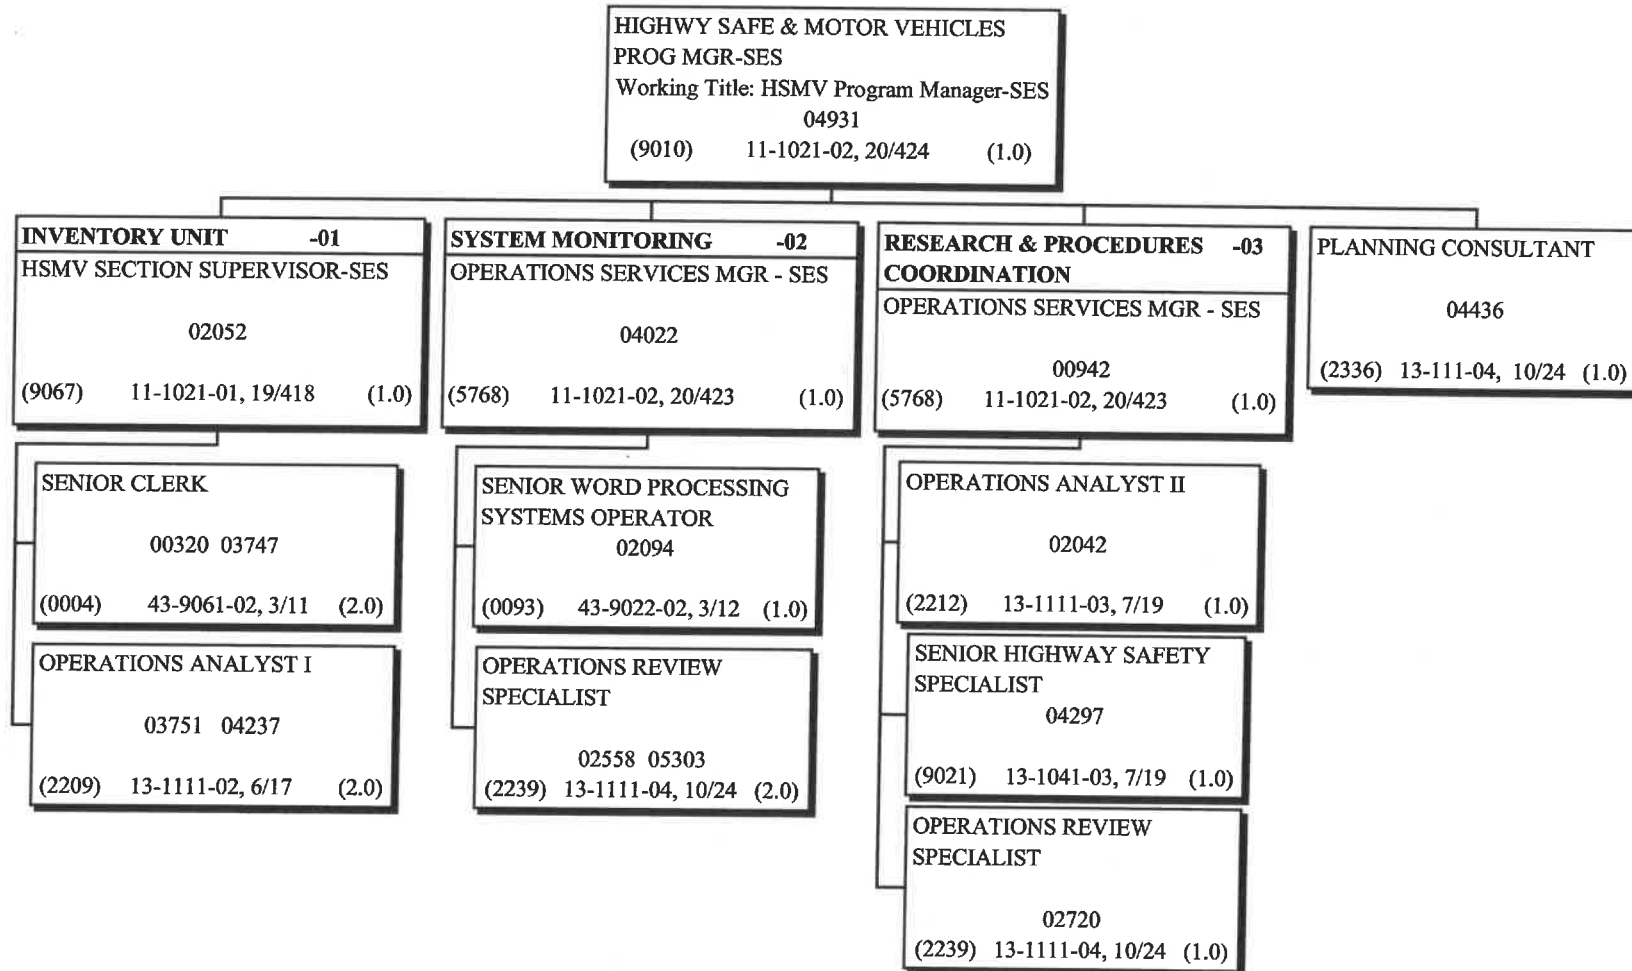 HIGHWY SAFE & MOTOR VEHICLES
PROG MGR-SES
Working Title: HSMV Program Manager-SES
04931
(9010) 11-1021-02, 20/424 (1.0)
INVENTORY UNIT -01
HSMV SECTION SUPERVISOR-SES
02052
(9067) 11-1021-01, 19/418 (1.0)
SENIOR CLERK
00320 03747
(0004) 43-9061-02, 3/11 (2.0)
OPERATIONS ANALYST I
03751 04237
(2209) 13-1111-02, 6/17 (2.0)
SYSTEM MONITORING -02
OPERATIONS SERVICES MGR - SES
04022
(5768) 11-1021-02, 20/423 (1.0)
SENIOR WORD PROCESSING
SYSTEMS OPERATOR
02094
(0093) 43-9022-02, 3/12 (1.0)
OPERATIONS REVIEW
SPECIALIST
02558 05303
(2239) 13-1111-04, 10/24 (2.0)
RESEARCH & PROCEDURES -03
COORDINATION
OPERATIONS SERVICES MGR - SES
00942
(5768) 11-1021-02, 20/423 (1.0)
OPERATIONS ANALYST II
02042
(2212) 13-1111-03, 7/19 (1.0)
SENIOR HIGHWAY SAFETY
SPECIALIST
04297
(9021) 13-1041-03, 7/19 (1.0)
OPERATIONS REVIEW
SPECIALIST
02720
(2239) 13-1111-04, 10/24 (1.0)
PLANNING CONSULTANT
04436
(2336) 13-111-04, 10/24 (1.0)